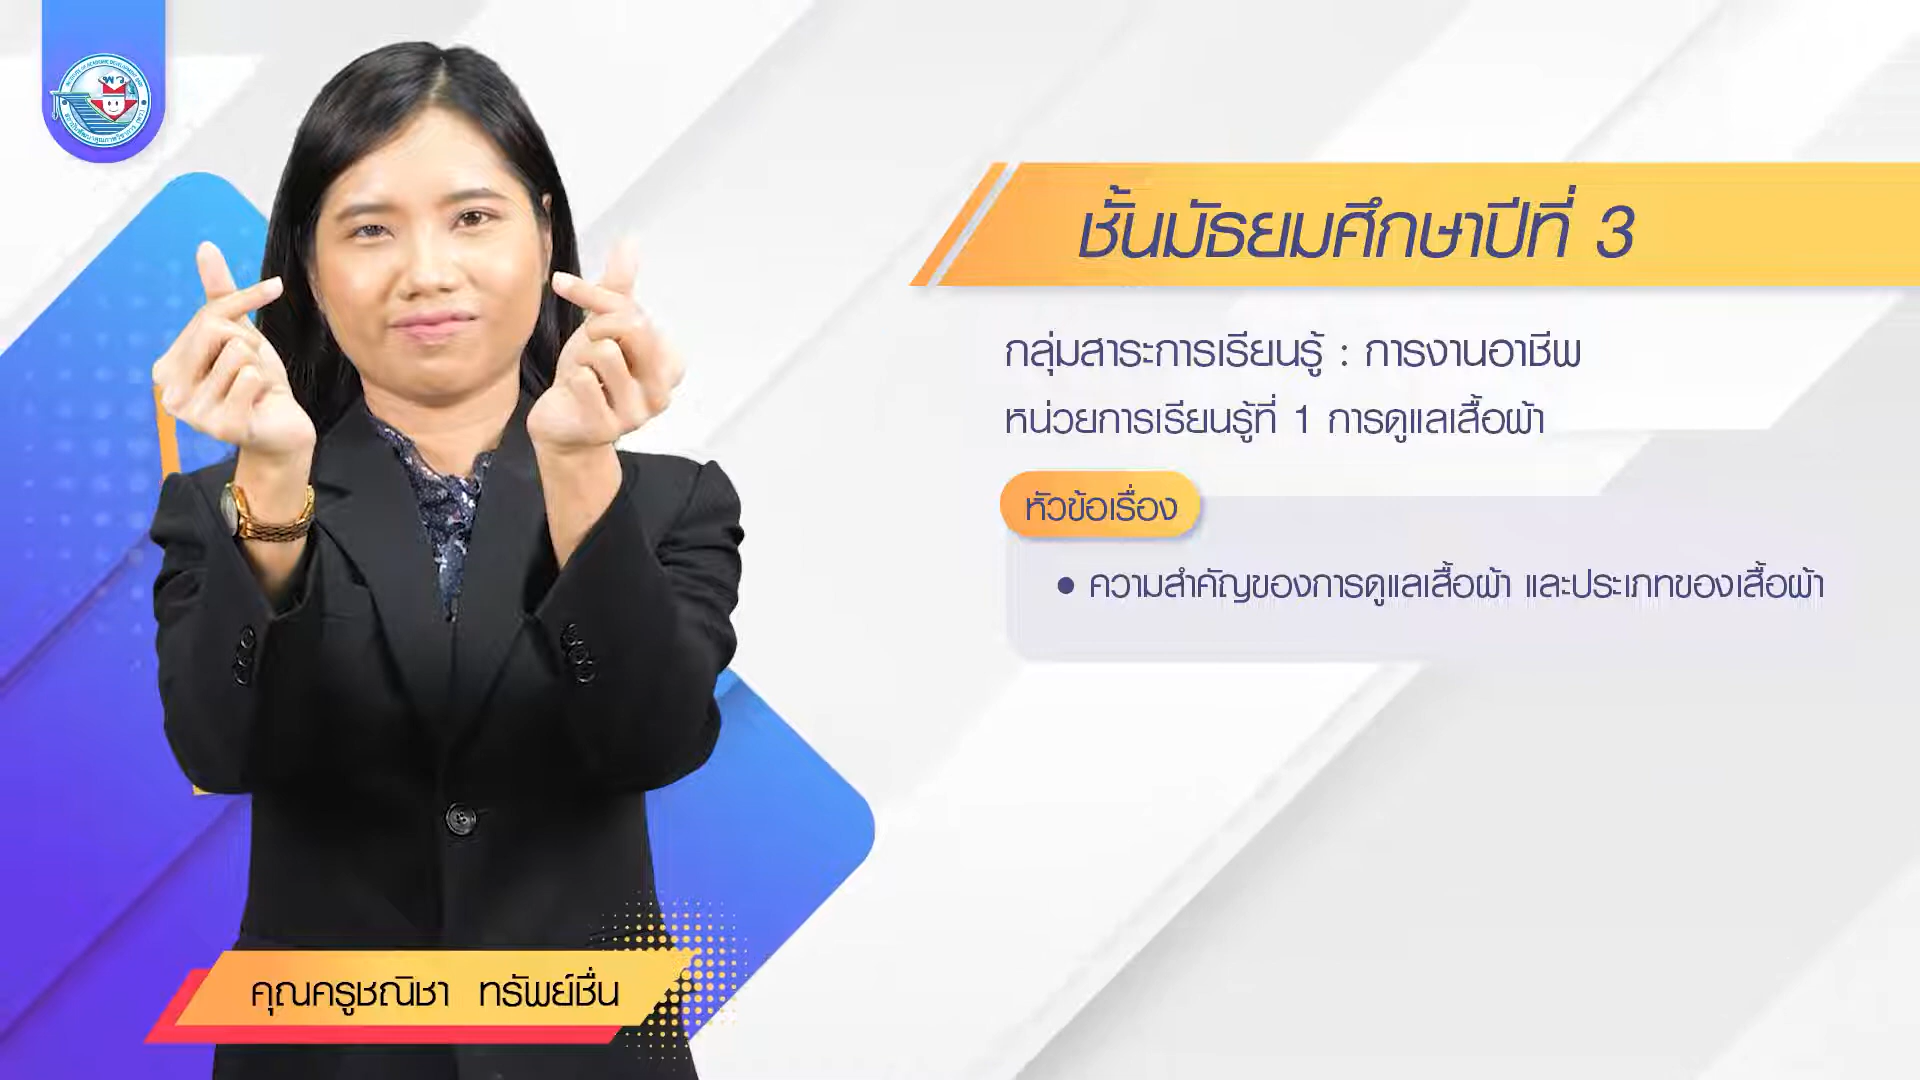 พว
ชั้นมัธยมศึกษาปีที่ 3
กลุ่มสาระการเรียนรู้ : การงานอาชีพ
หน่วยการเรียนรู้ที่ 1 การดูแลเสื้อผ้า
หัวข้อเรื่อง
● ความสำคัญของการดูแลเสื้อผ้า และประเภทของเสื้อผ้า
คุณครูชณิชา ทรัพย์ชื่น